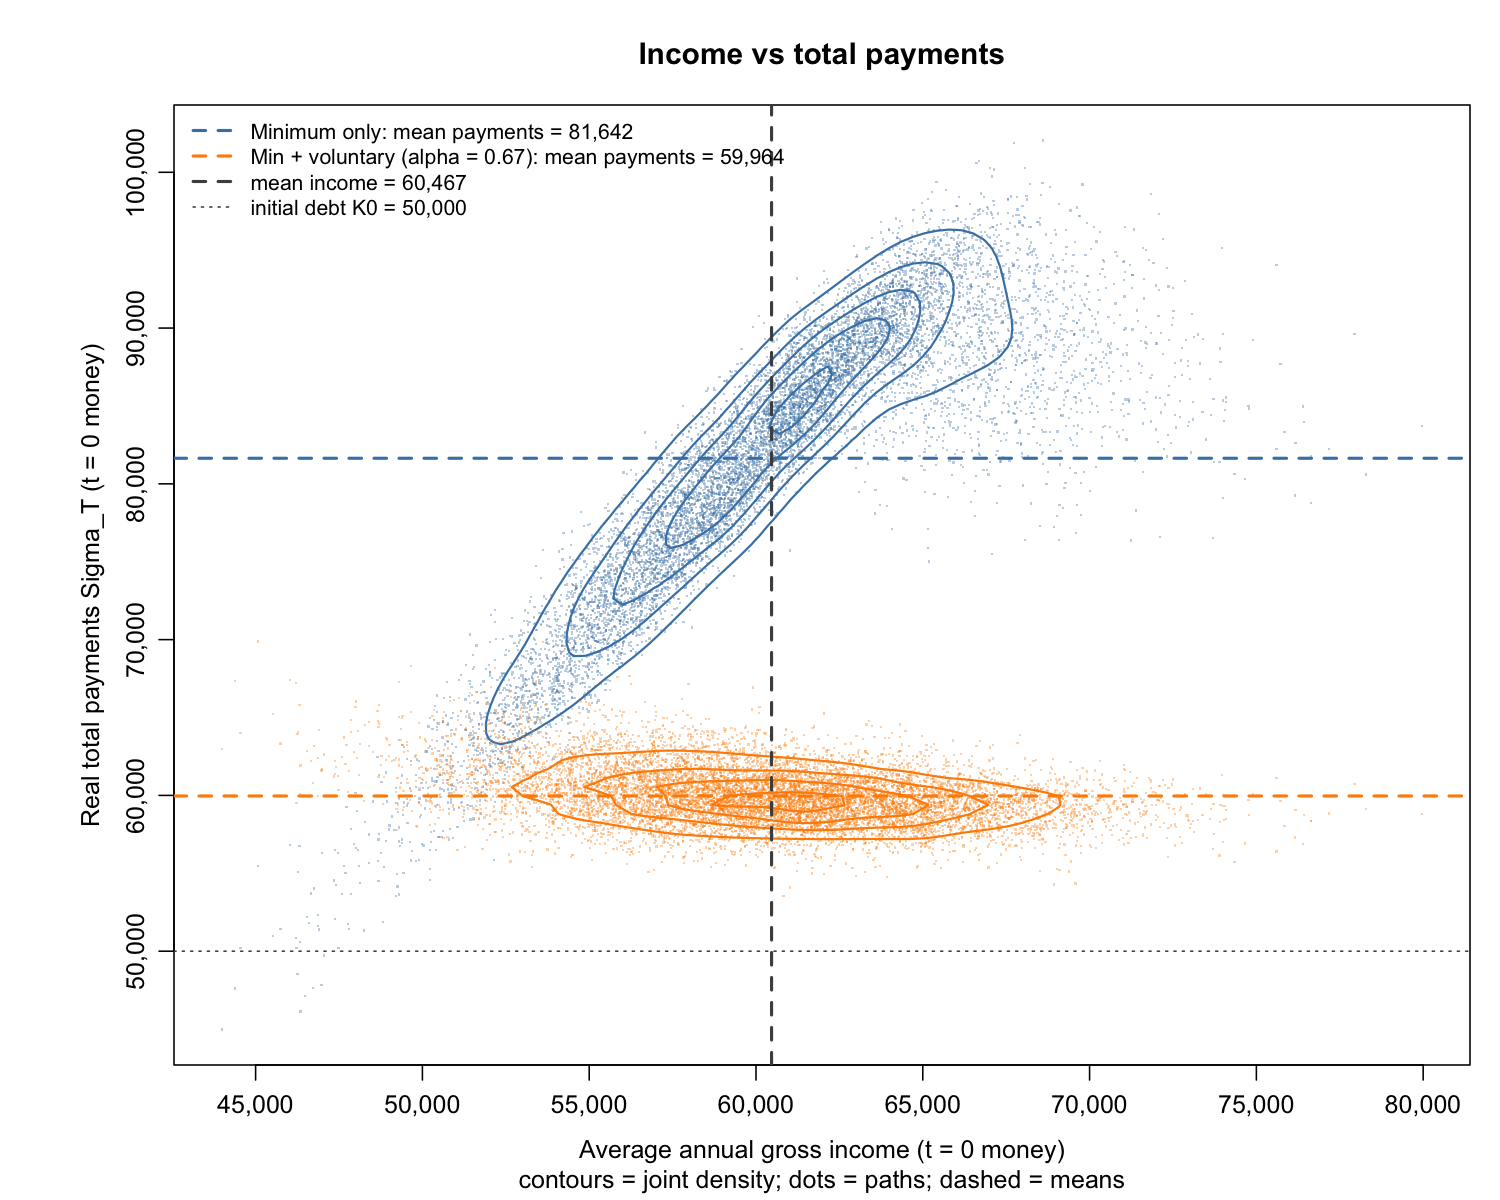 Income vs total payments
Minimum only: mean payments = 81,642
Min + voluntary (alpha = 0.67): mean payments = 59,964
mean income = 60,467
initial debt K0 = 50,000
Real total payments Sigma_T (t = 0 money)
100,000
90,000
80,000
70,000
60,000
50,000
45,000 50,000 55,000 60,000 65,000 70,000 75,000 80,000
Average annual gross income (t = 0 money)
contours = joint density; dots = paths; dashed = means